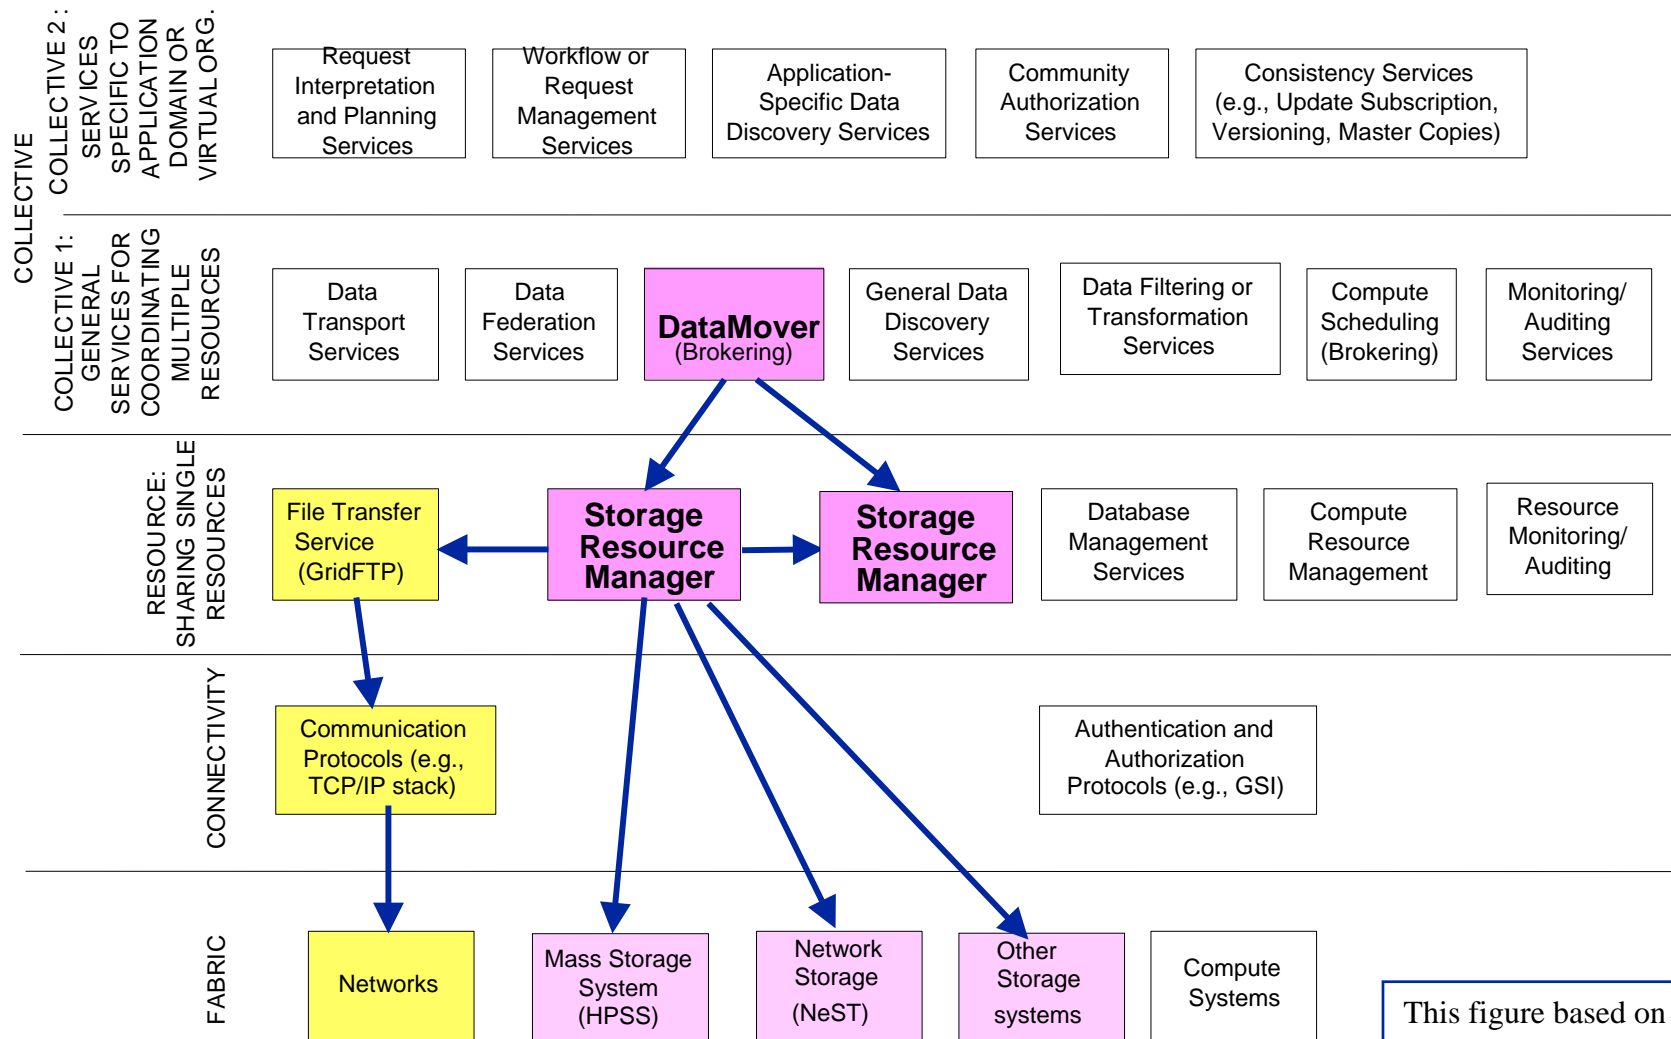 COLLECTIVE
COLLECTIVE 2 :
SERVICES
SPECIFIC TO
APPLICATION
DOMAIN OR
VIRTUAL ORG.
Request
Interpretation
and Planning
Services
Workflow or
Request
Management
Services
Application-
Specific Data
Discovery Services
Community
Authorization
Services
Consistency Services
(e.g., Update Subscription,
Versioning, Master Copies)
COLLECTIVE 1:
GENERAL
SERVICES FOR
COORDINATING
MULTIPLE
RESOURCES
Data
Transport
Services
Data
Federation
Services
DataMover
(Brokering)
General Data
Discovery
Services
Data Filtering or
Transformation
Services
Compute
Scheduling
(Brokering)
Monitoring/
Auditing
Services
RESOURCE:
SHARING SINGLE
RESOURCES
File Transfer
Service
(GridFTP)
Storage
Resource
Manager
Storage
Resource
Manager
Database
Management
Services
Compute
Resource
Management
Resource
Monitoring/
Auditing
CONNECTIVITY
Communication
Protocols (e.g.,
TCP/IP stack)
Authentication and
Authorization
Protocols (e.g., GSI)
FABRIC
Networks
Mass Storage
System
(HPSS)
Network
Storage
(NeST)
Other
Storage
systems
Compute
Systems
This figure based on